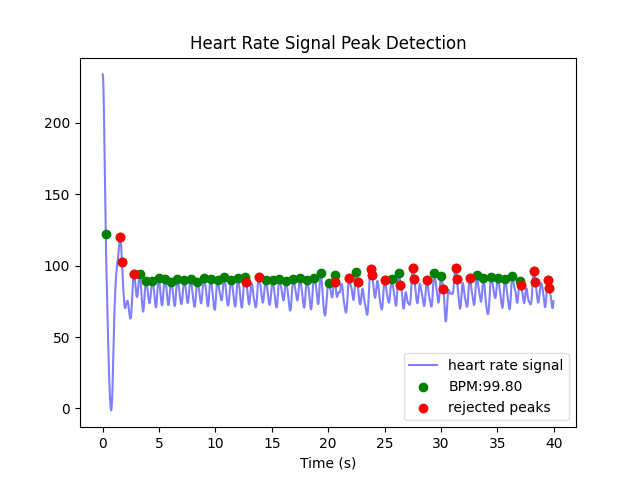 Heart Rate Signal Peak Detection
200
150
100
50
0
0 5 10 15 20 25 30 35 40
Time (s)
heart rate signal
BPM:99.80
rejected peaks